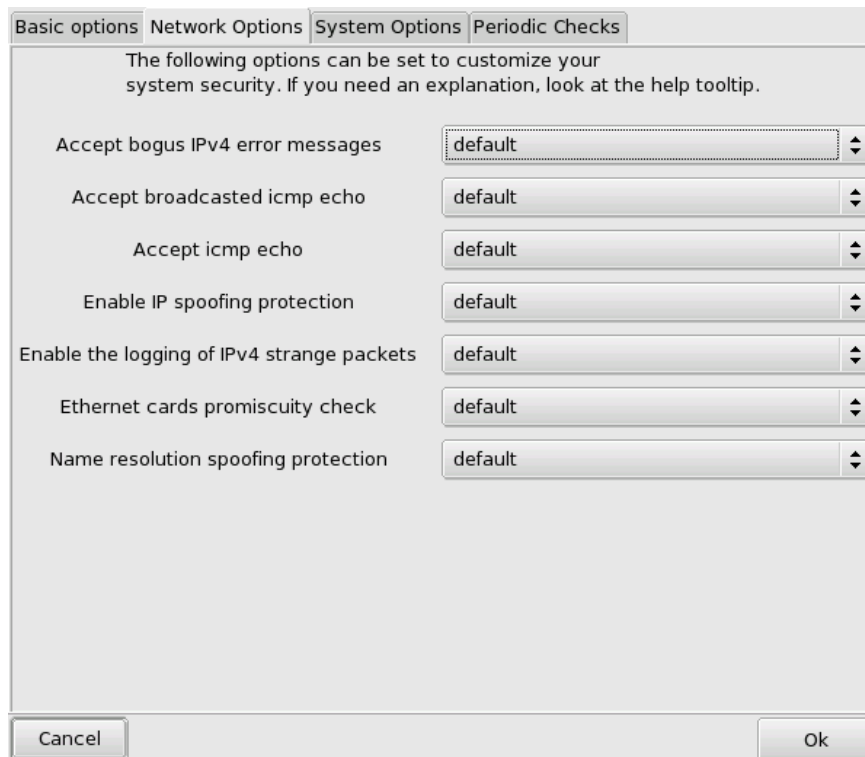 Basic options Network Options System Options Periodic Checks
The following options can be set to customize your
system security. If you need an explanation, look at the help tooltip.
Accept bogus IPv4 error messages default
Accept broadcasted icmp echo default
Accept icmp echo default
Enable IP spoofing protection default
Enable the logging of IPv4 strange packets default
Ethernet cards promiscuity check default
Name resolution spoofing protection default
Cancel Ok